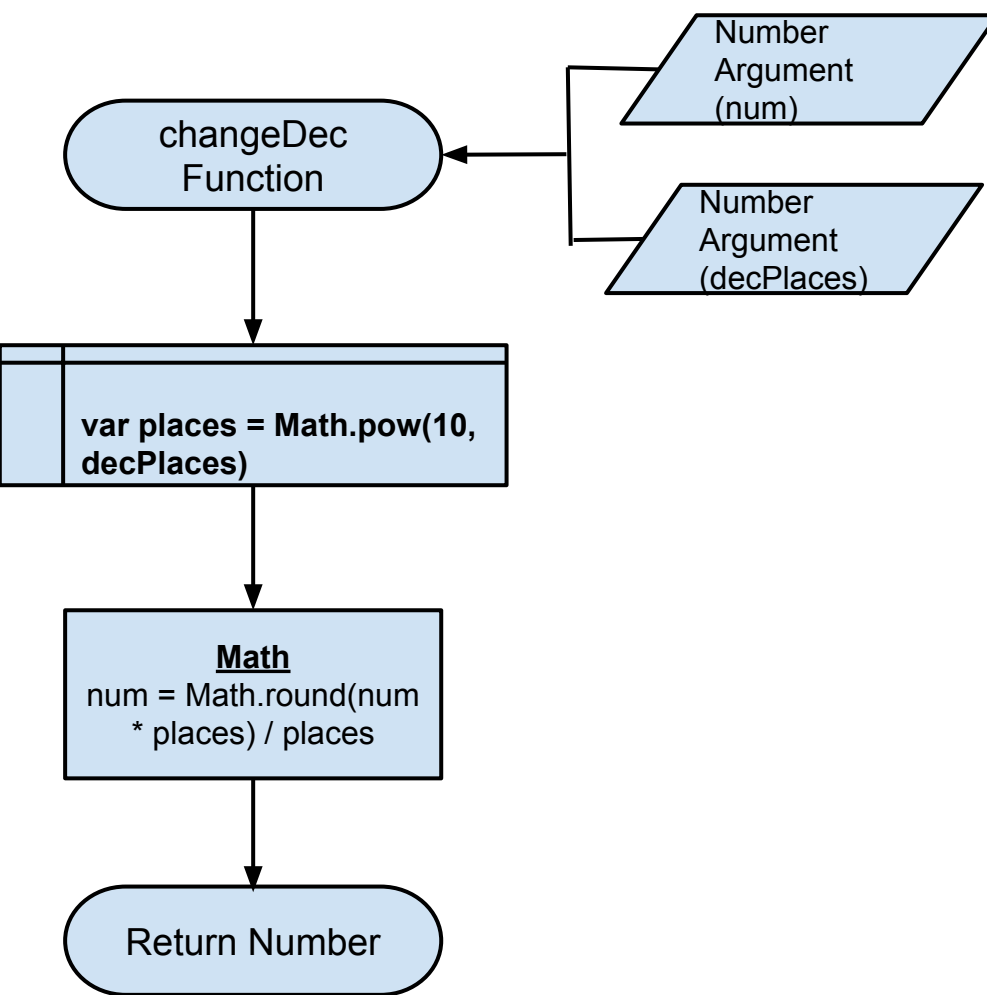 Number
Argument
(num)
changeDec
Function
Number
Argument
(decPlaces)
var places = Math.pow(10,
decPlaces)
Math
num = Math.round(num
* places) / places
Return Number